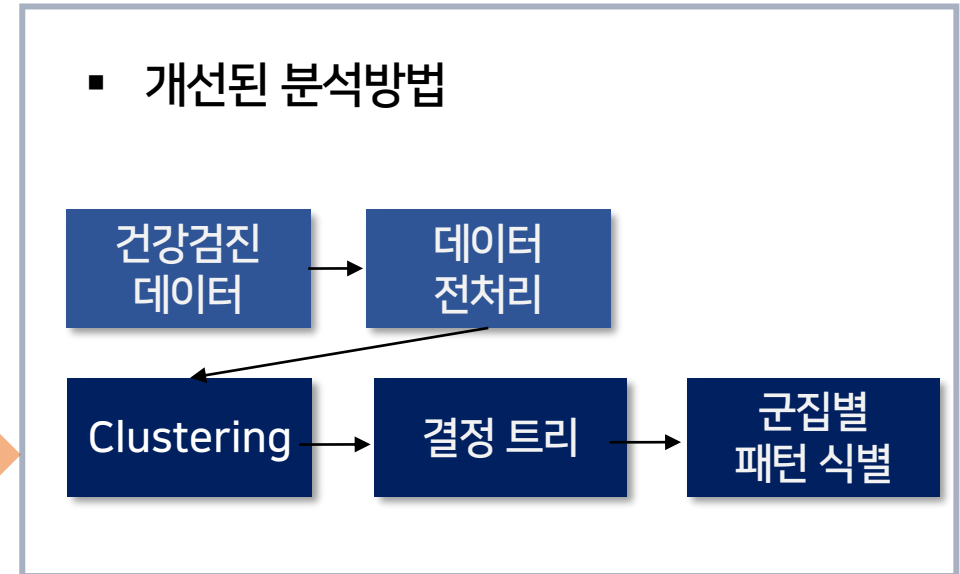 ▪ 개선된 분석방법
건강검진
데이터
데이터
전처리
Clustering
결정 트리
군집별
패턴 식별